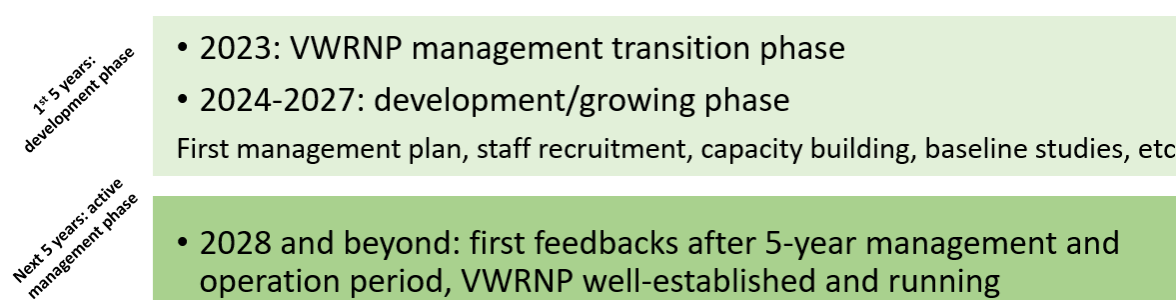 1st 5 years:
development phase
• 2023: VWRNP management transition phase
• 2024-2027: development/growing phase
First management plan, staff recruitment, capacity building, baseline studies, etc
Next 5 years: active
management phase
• 2028 and beyond: first feedbacks after 5-year management and
operation period, VWRNP well-established and running